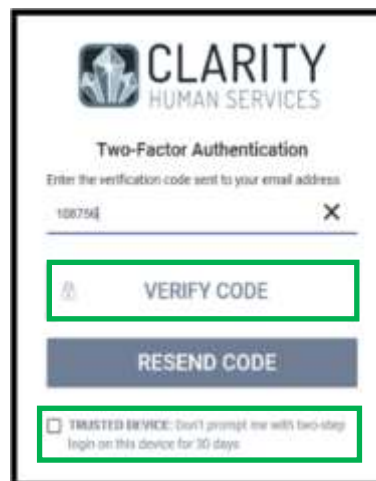 CLARITY
HUMAN SERVICES
Two-Factor Authentication
Enter the verification code sent to your email address
108756
VERIFY CODE
RESEND CODE
TRUSTED DEVICE: Don't prompt me with two-step
login on this device for 30 days